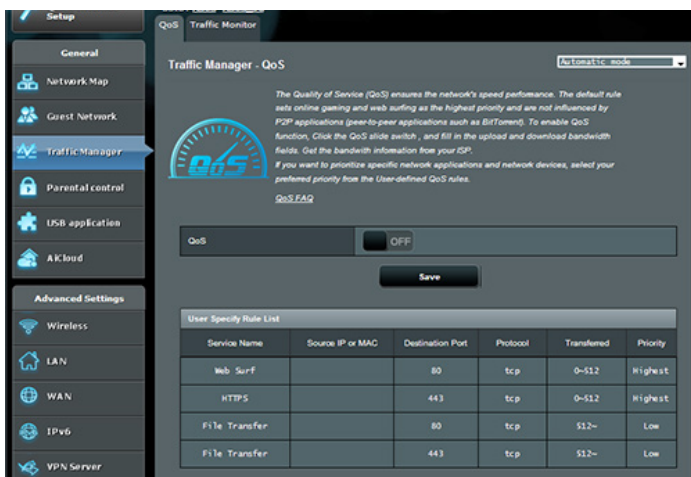 Setup
General
Network Map
Guest Network
Traffic Manager
Parental control
USB application
AiCloud
Advanced Settings
Wireless
LAN
WAN
IPv6
VPN Server
QoS
Traffic Monitor
Traffic Manager - QoS
Automatic mode
QoS
The Quality of Service (QoS) ensures the network's speed performance. The default rule
sets online gaming and web surfing as the highest priority and are not influenced by
P2P applications (peer-to-peer applications such as BitTorrent). To enable QoS
function, Click the QoS slide switch , and fill in the upload and download bandwidth
fields. Get the bandwidth information from your ISP.
If you want to prioritize specific network applications and network devices, select your
preferred priority from the User-defined QoS rules.
QoS FAQ
QoS
OFF
Save
User Specify Rule List
Service Name Source IP or MAC Destination Port Protocol Transferred Priority
Web Surf 80 tcp 0~512 Highest
HTTPS 443 tcp 0~512 Highest
File Transfer 80 tcp 512~ Low
File Transfer 443 tcp 512~ Low